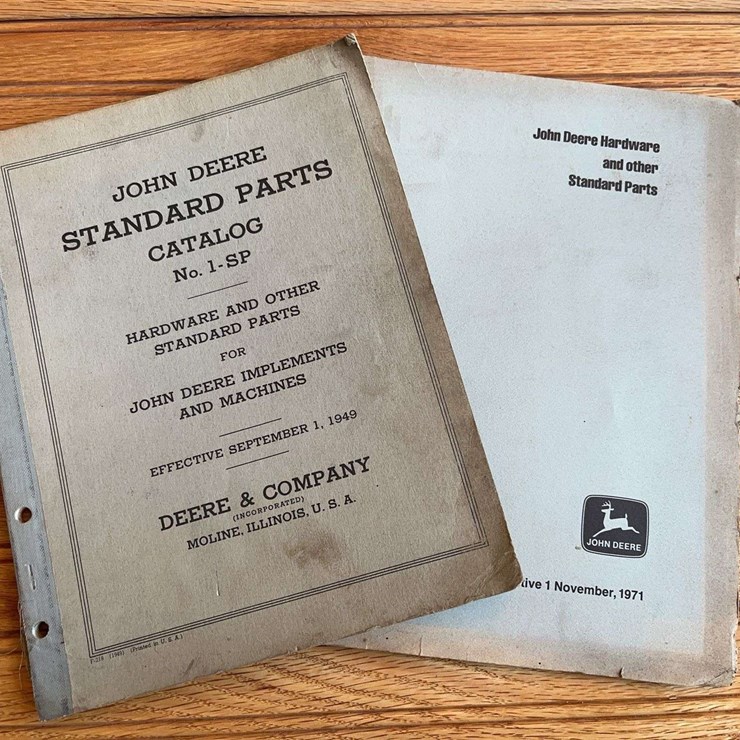 JOHN DEERE
STANDARD PARTS
CATALOG
No. 1-SP
HARDWARE AND OTHER
STANDARD PARTS
FOR
JOHN DEERE IMPLEMENTS
AND MACHINES
EFFECTIVE SEPTEMBER 1, 1949
DEERE & COMPANY
(INCORPORATED)
MOLINE, ILLINOIS, U. S. A.
(Printed in U. S. A.)
John Deere Hardware
and other
Standard Parts
JOHN DEERE
1 November, 1971